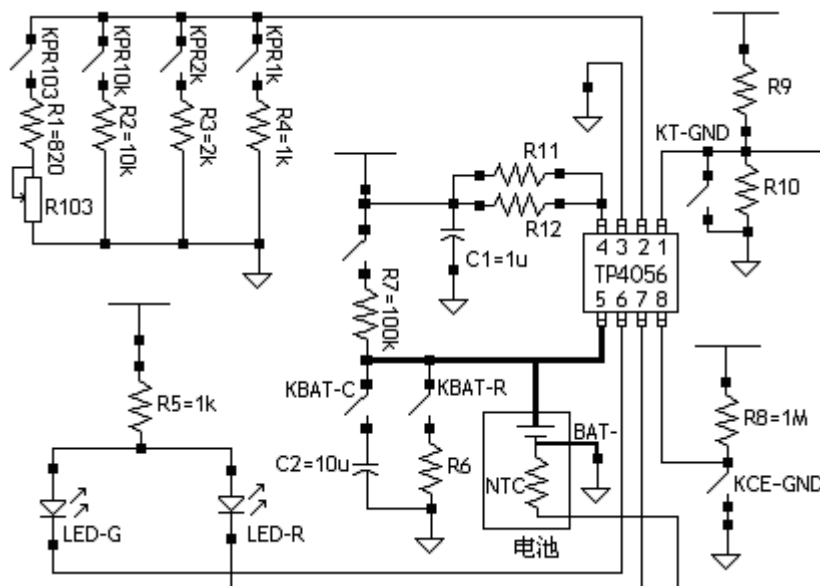 KPR103
KPR10k
KPR2k
KPR1k
R1=820
R2=10k
R3=2k
R4=1k
R103
R9
KT-GND
R10
R11
R12
C1=1u
4 3 2 1
TP4056
5 6 7 8
R7=100k
R5=1k
KBAT-C
KBAT-R
C2=10u
R6
BAT-
NTC
电池
R8=1M
KCE-GND
LED-G
LED-R